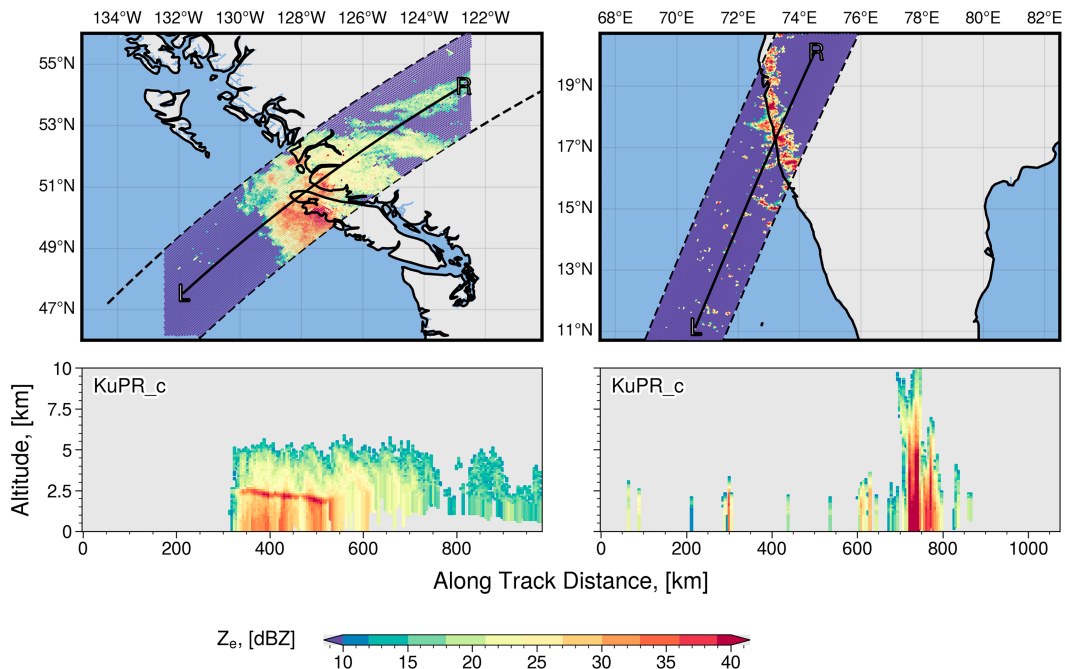 134°W 132°W 130°W 128°W 126°W 124°W 122°W
68°E 70°E 72°E 74°E 76°E 78°E 80°E 82°E
55°N
53°N
51°N
49°N
47°N
R
L
19°N
17°N
15°N
13°N
11°N
R
L
Altitude, [km]
10
7.5
5
2.5
0
KuPR_c
0 200 400 600 800
KuPR_c
0 200 400 600 800 1000
Along Track Distance, [km]
Zₑ, [dBZ]
10 15 20 25 30 35 40